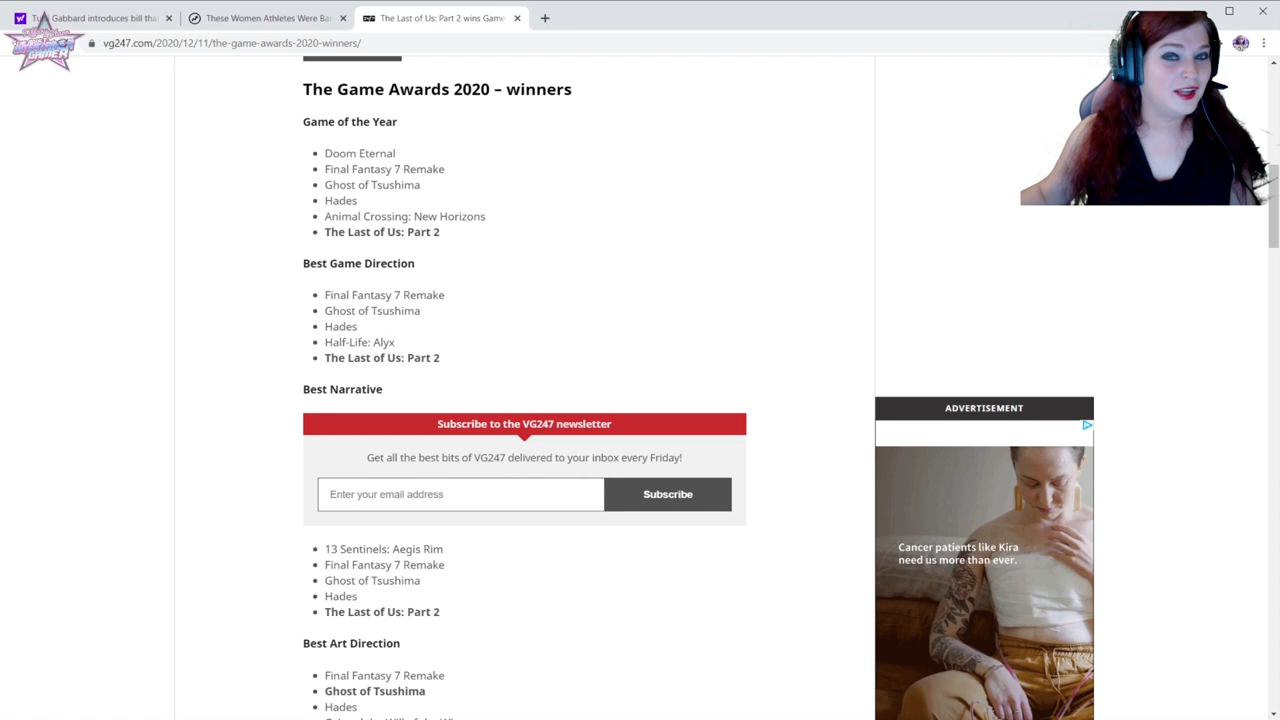 Tulsi Gabbard introduces bill tha
These Women Athletes Were Ba
The Last of Us: Part 2 wins Game
vg247.com/2020/12/11/the-game-awards-2020-winners/
GAMER
The Game Awards 2020 – winners
Game of the Year
Doom Eternal
Final Fantasy 7 Remake
Ghost of Tsushima
Hades
Animal Crossing: New Horizons
The Last of Us: Part 2
Best Game Direction
Final Fantasy 7 Remake
Ghost of Tsushima
Hades
Half-Life: Alyx
The Last of Us: Part 2
Best Narrative
Subscribe to the VG247 newsletter
Get all the best bits of VG247 delivered to your inbox every Friday!
Enter your email address
Subscribe
ADVERTISEMENT
Cancer patients like Kira
need us more than ever.
13 Sentinels: Aegis Rim
Final Fantasy 7 Remake
Ghost of Tsushima
Hades
The Last of Us: Part 2
Best Art Direction
Final Fantasy 7 Remake
Ghost of Tsushima
Hades